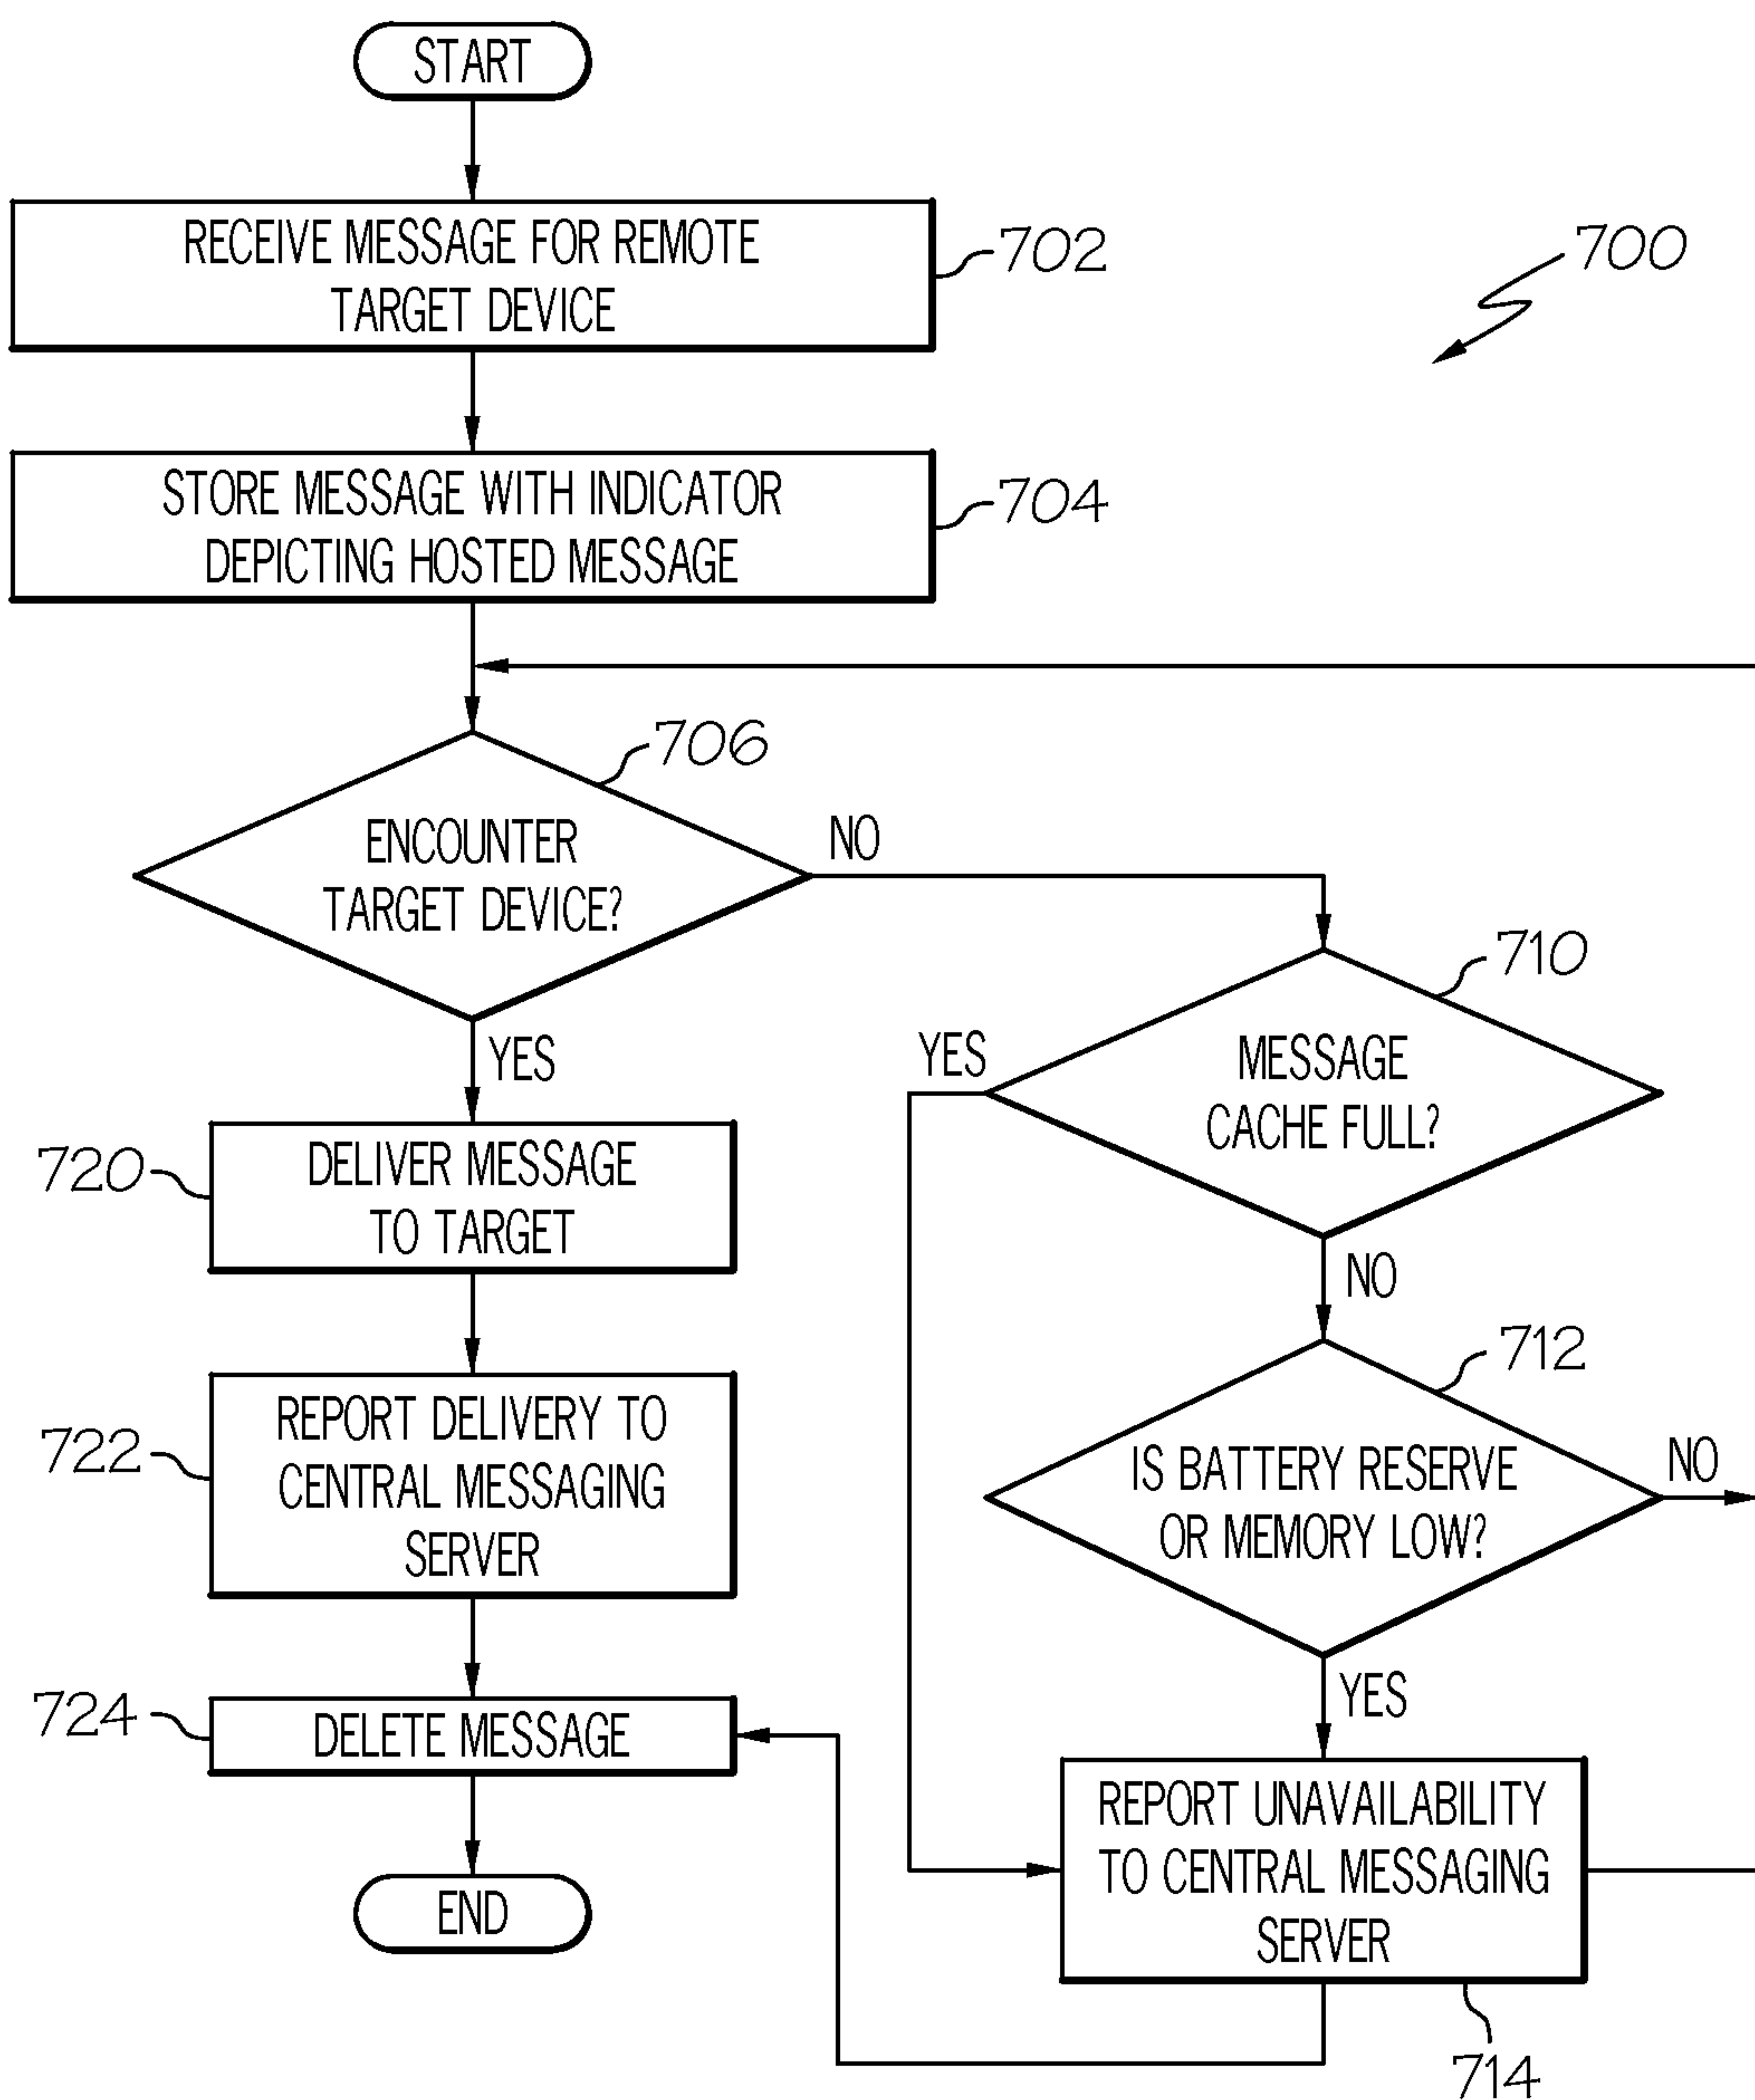 START
RECEIVE MESSAGE FOR REMOTE
TARGET DEVICE
702
700
STORE MESSAGE WITH INDICATOR
DEPICTING HOSTED MESSAGE
704
706
ENCOUNTER
TARGET DEVICE?
NO
YES
710
MESSAGE
CACHE FULL?
YES
NO
720
DELIVER MESSAGE
TO TARGET
712
IS BATTERY RESERVE
OR MEMORY LOW?
NO
YES
722
REPORT DELIVERY TO
CENTRAL MESSAGING
SERVER
724
DELETE MESSAGE
REPORT UNAVAILABILITY
TO CENTRAL MESSAGING
SERVER
714
END